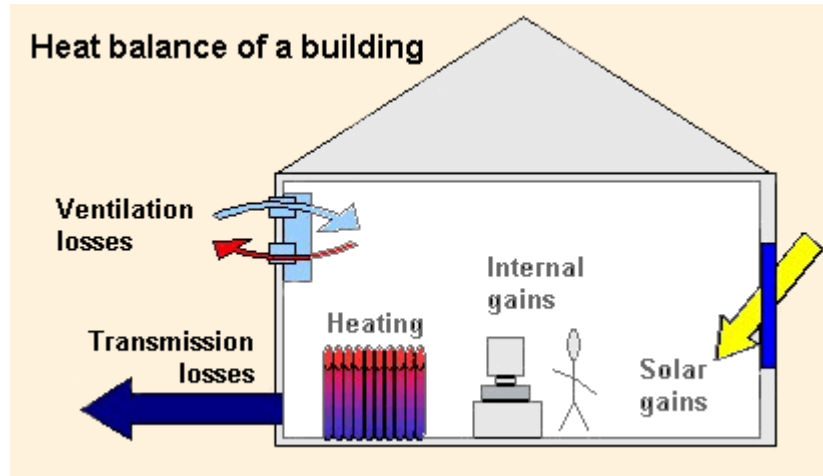 Heat balance of a building
Ventilation
losses
Internal
gains
Heating
Transmission
losses
Solar
gains